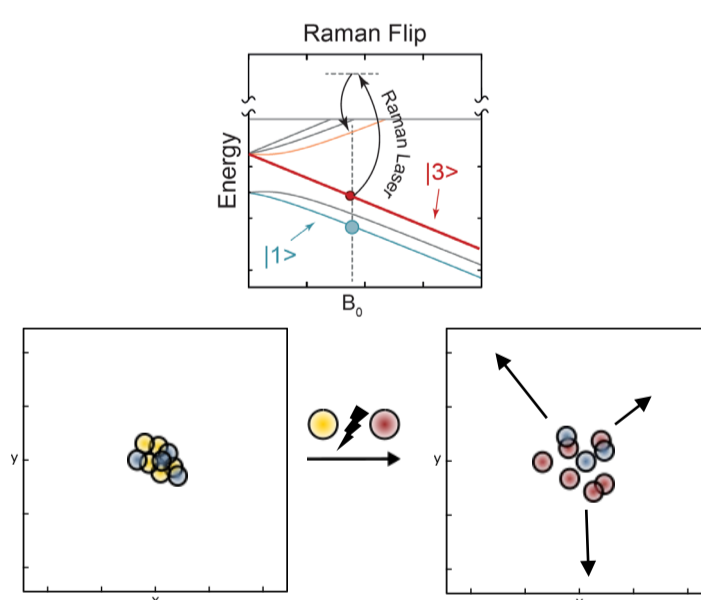 Raman Flip
Energy
Raman Laser
|3>
|1>
B₀
y
y